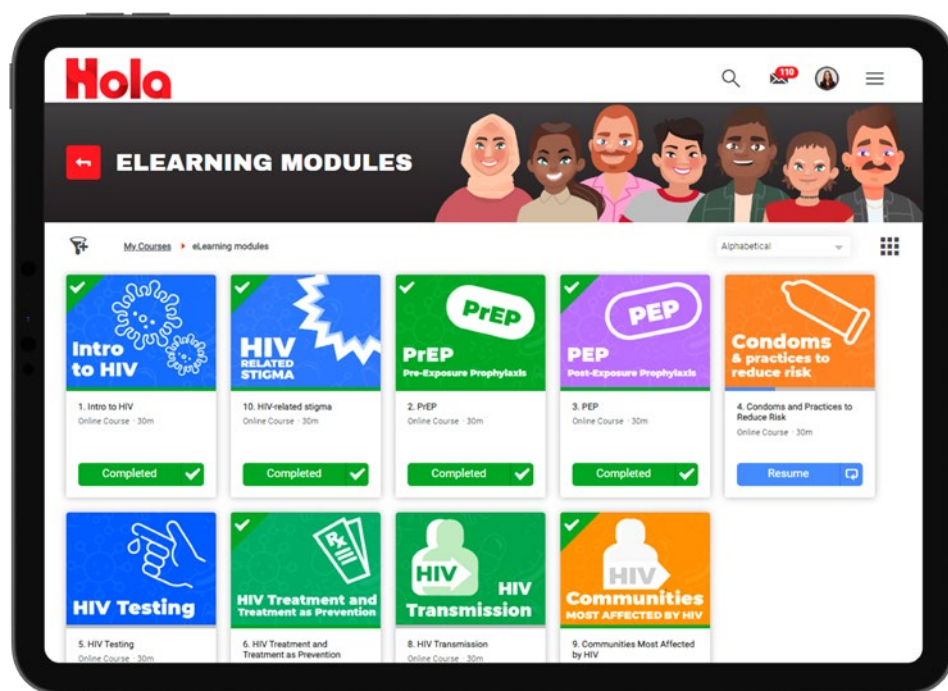 Hola
110
ELEARNING MODULES
My Courses
eLearning modules
Alphabetical
Intro
to HIV
1. Intro to HIV
Online Course · 30m
Completed
HIV
RELATED
STIGMA
10. HIV-related stigma
Online Course · 30m
Completed
PrEP
PrEP
Pre-Exposure Prophylaxis
2. PrEP
Online Course · 30m
Completed
PEP
PEP
Post-Exposure Prophylaxis
3. PEP
Online Course · 30m
Completed
Condoms
& practices to
reduce risk
4. Condoms and Practices to
Reduce Risk
Online Course · 30m
Resume
HIV Testing
5. HIV Testing
Online Course · 30m
Rx
HIV Treatment and
Treatment as Prevention
6. HIV Treatment and
Treatment as Prevention
HIV
HIV
Transmission
8. HIV Transmission
Online Course · 30m
HIV
Communities
MOST AFFECTED BY HIV
9. Communities Most Affected
by HIV